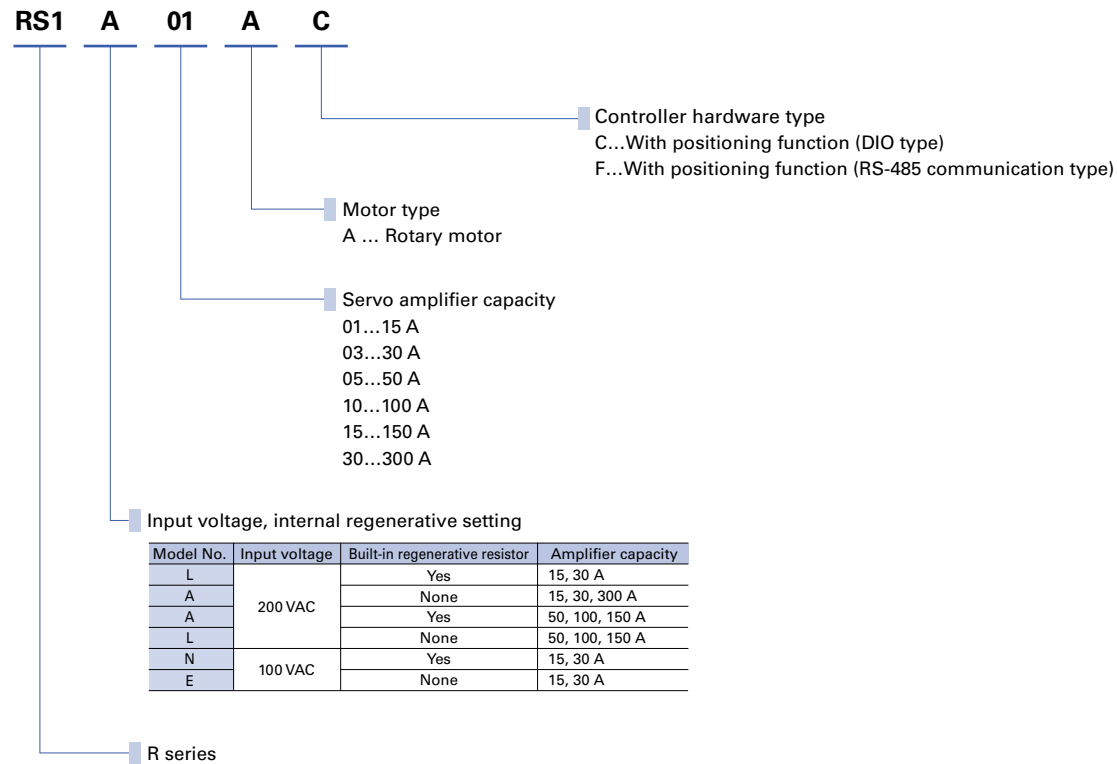 RS1 A 01 A C
Controller hardware type
C...With positioning function (DIO type)
F...With positioning function (RS-485 communication type)
Motor type
A ... Rotary motor
Servo amplifier capacity
01...15 A
03...30 A
05...50 A
10...100 A
15...150 A
30...300 A
Input voltage, internal regenerative setting
Model No. Input voltage Built-in regenerative resistor Amplifier capacity
L 200 VAC Yes 15, 30 A
A None 15, 30, 300 A
A Yes 50, 100, 150 A
L None 50, 100, 150 A
N 100 VAC Yes 15, 30 A
E None 15, 30 A
R series